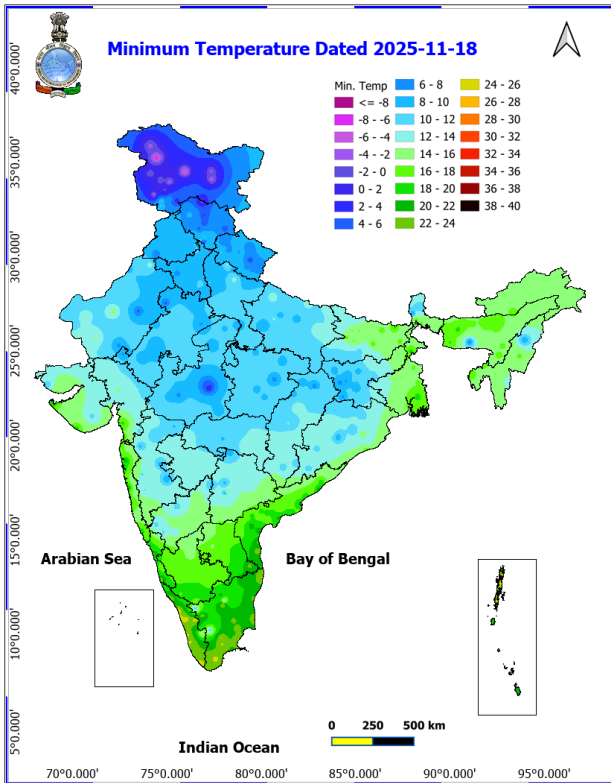 Minimum Temperature Dated 2025-11-18
Min. Temp
<= -8
-8 - -6
-6 - -4
-4 - -2
-2 - 0
0 - 2
2 - 4
4 - 6
6 - 8
8 - 10
10 - 12
12 - 14
14 - 16
16 - 18
18 - 20
20 - 22
22 - 24
24 - 26
26 - 28
28 - 30
30 - 32
32 - 34
34 - 36
36 - 38
38 - 40
40°0.000'
35°0.000'
30°0.000'
25°0.000'
20°0.000'
15°0.000'
10°0.000'
5°0.000'
Arabian Sea
Bay of Bengal
0 250 500 km
Indian Ocean
70°0.000' 75°0.000' 80°0.000' 85°0.000' 90°0.000' 95°0.000'